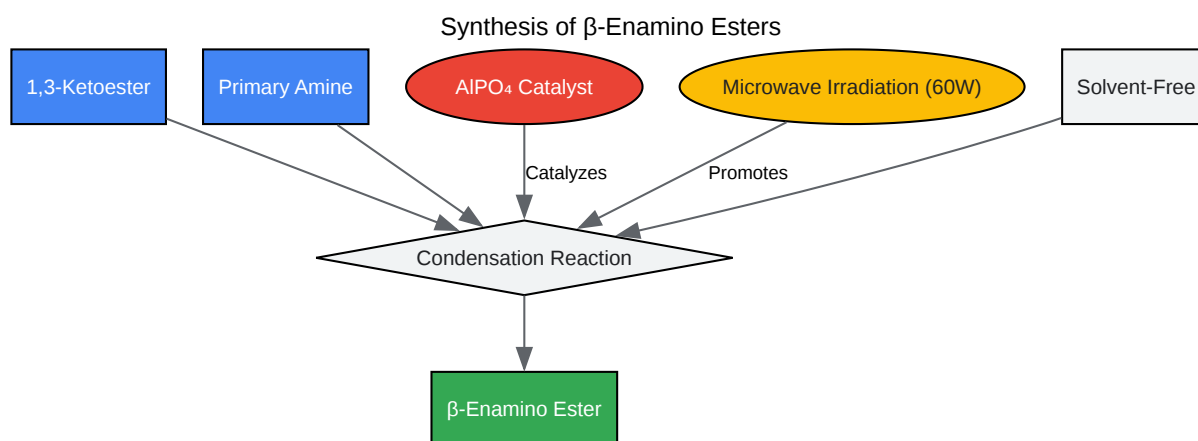 Synthesis of β-Enamino Esters
1,3-Ketoester
Primary Amine
AlPO₄ Catalyst
Microwave Irradiation (60W)
Solvent-Free
Catalyzes
Promotes
Condensation Reaction
β-Enamino Ester